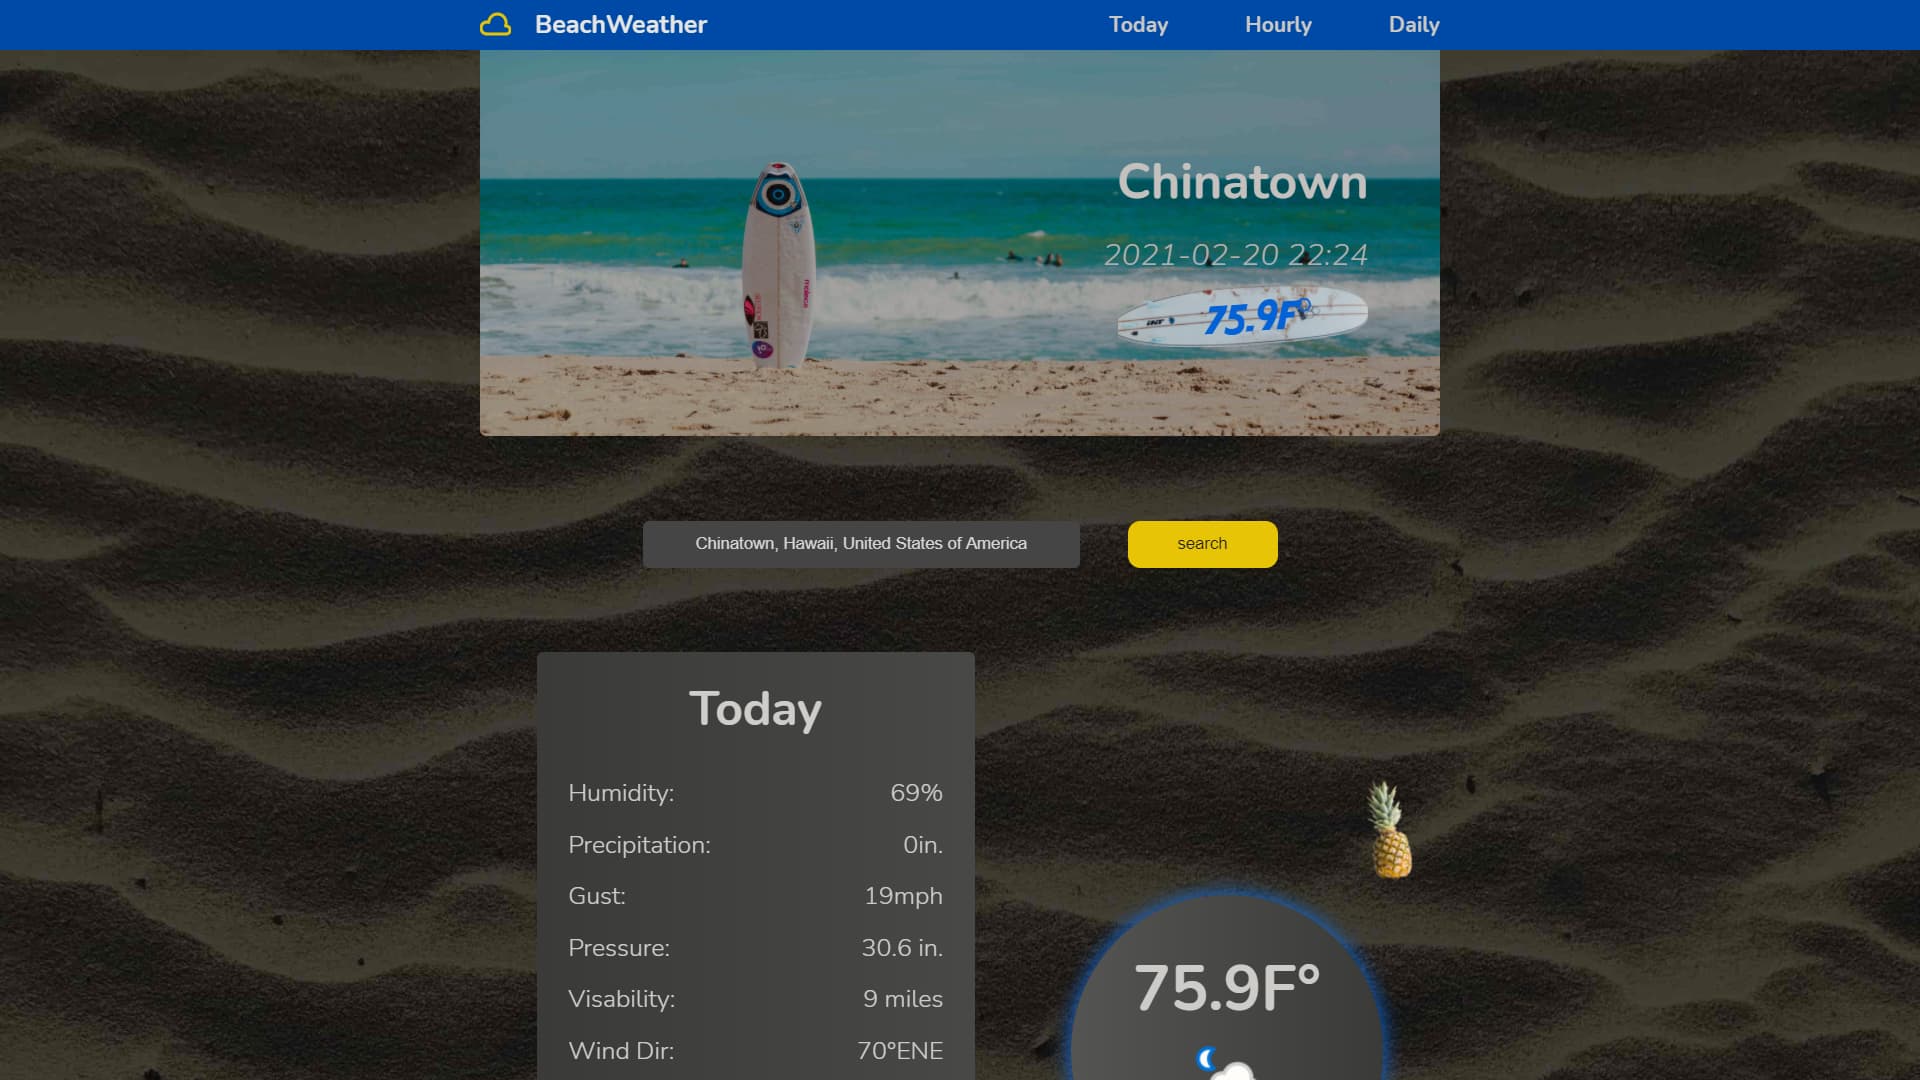 BeachWeather
Today
Hourly
Daily
Chinatown
2021-02-20 22:24
75.9F°
Chinatown, Hawaii, United States of America
search
Today
Humidity: 69%
Precipitation: 0in.
Gust: 19mph
Pressure: 30.6 in.
Visability: 9 miles
Wind Dir: 70°ENE
75.9F°